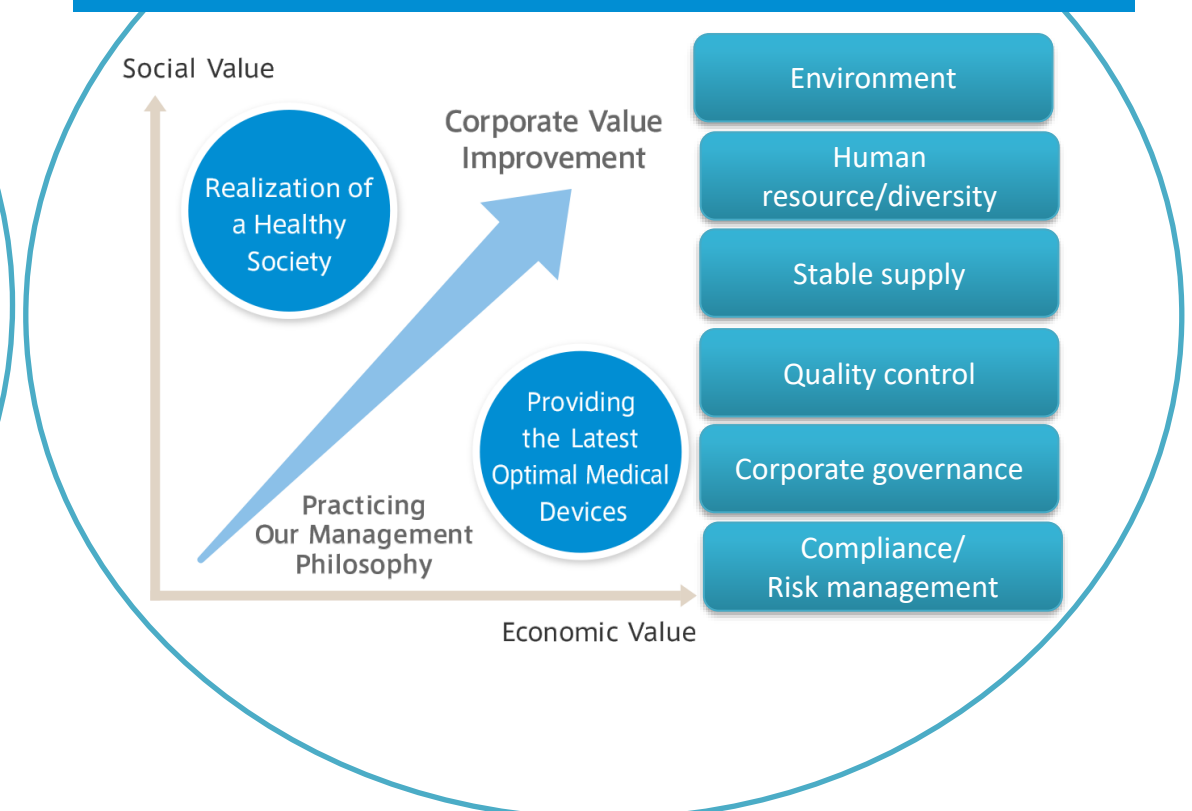 Social Value
Realization of
a Healthy
Society
Corporate Value
Improvement
Providing
the Latest
Optimal Medical
Devices
Practicing
Our Management
Philosophy
Economic Value
Environment
Human
resource/diversity
Stable supply
Quality control
Corporate governance
Compliance/
Risk management